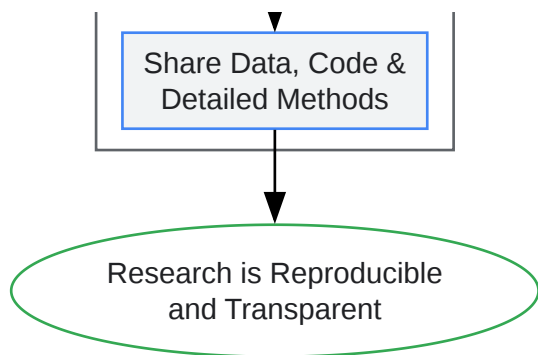 Share Data, Code &
Detailed Methods
Research is Reproducible
and Transparent